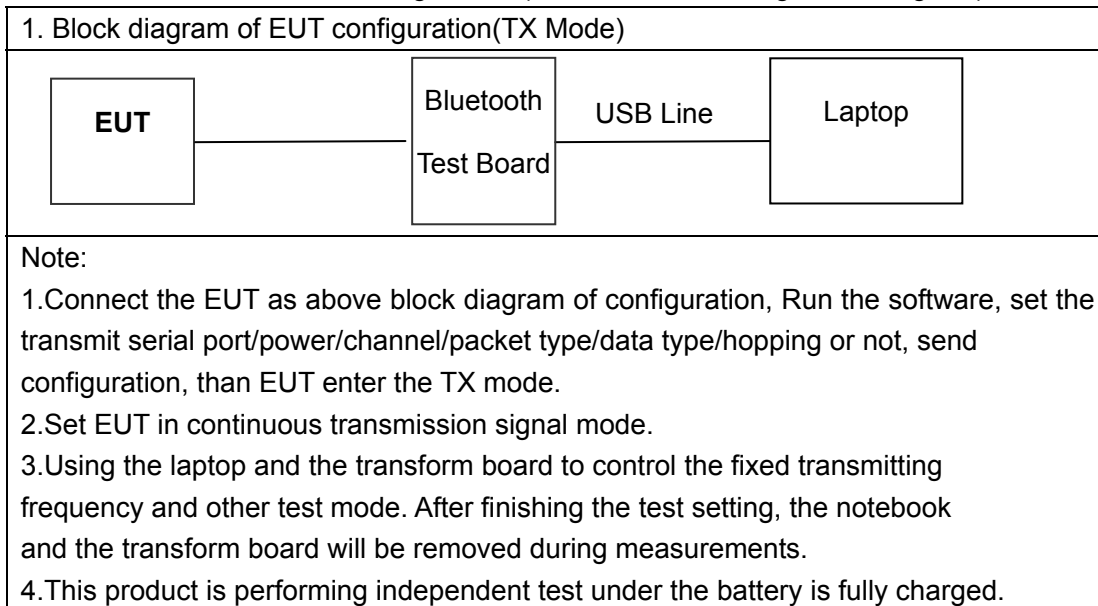 1. Block diagram of EUT configuration(TX Mode)
EUT
Bluetooth
Test Board
USB Line
Laptop
Note:
1.Connect the EUT as above block diagram of configuration, Run the software, set the
transmit serial port/power/channel/packet type/data type/hopping or not, send
configuration, than EUT enter the TX mode.
2.Set EUT in continuous transmission signal mode.
3.Using the laptop and the transform board to control the fixed transmitting
frequency and other test mode. After finishing the test setting, the notebook
and the transform board will be removed during measurements.
4.This product is performing independent test under the battery is fully charged.